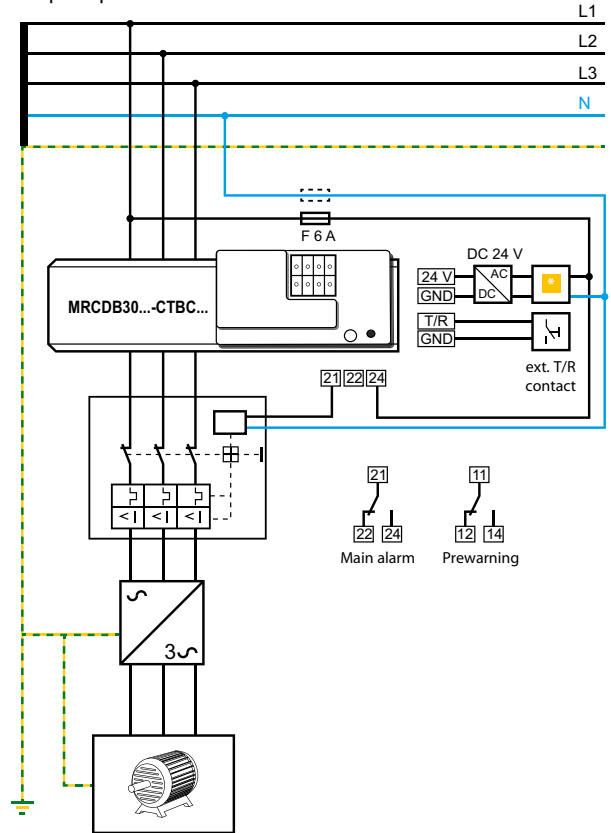 L1
L2
L3
N
F 6 A
DC 24 V
24 V
AC
DC
*
GND
MRCDB30...-CTBC...
T/R
GND
ext. T/R
contact
21 22 24
21
11
22 24
12 14
Main alarm
Prewarning
3